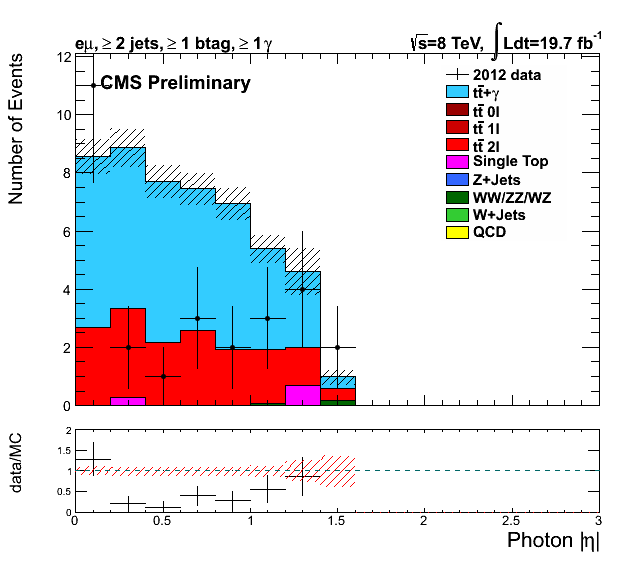 eμ, ≥ 2 jets, ≥ 1 btag, ≥ 1γ
√s=8 TeV, ∫ Ldt=19.7 fb⁻¹
CMS Preliminary
Number of Events
12
10
8
6
4
2
0
2012 data
tt̄+γ
tt̄ 0l
tt̄ 1l
tt̄ 2l
Single Top
Z+Jets
WW/ZZ/WZ
W+Jets
QCD
data/MC
2
1.5
1
0.5
0
0 0.5 1 1.5 2 2.5 3
Photon |η|